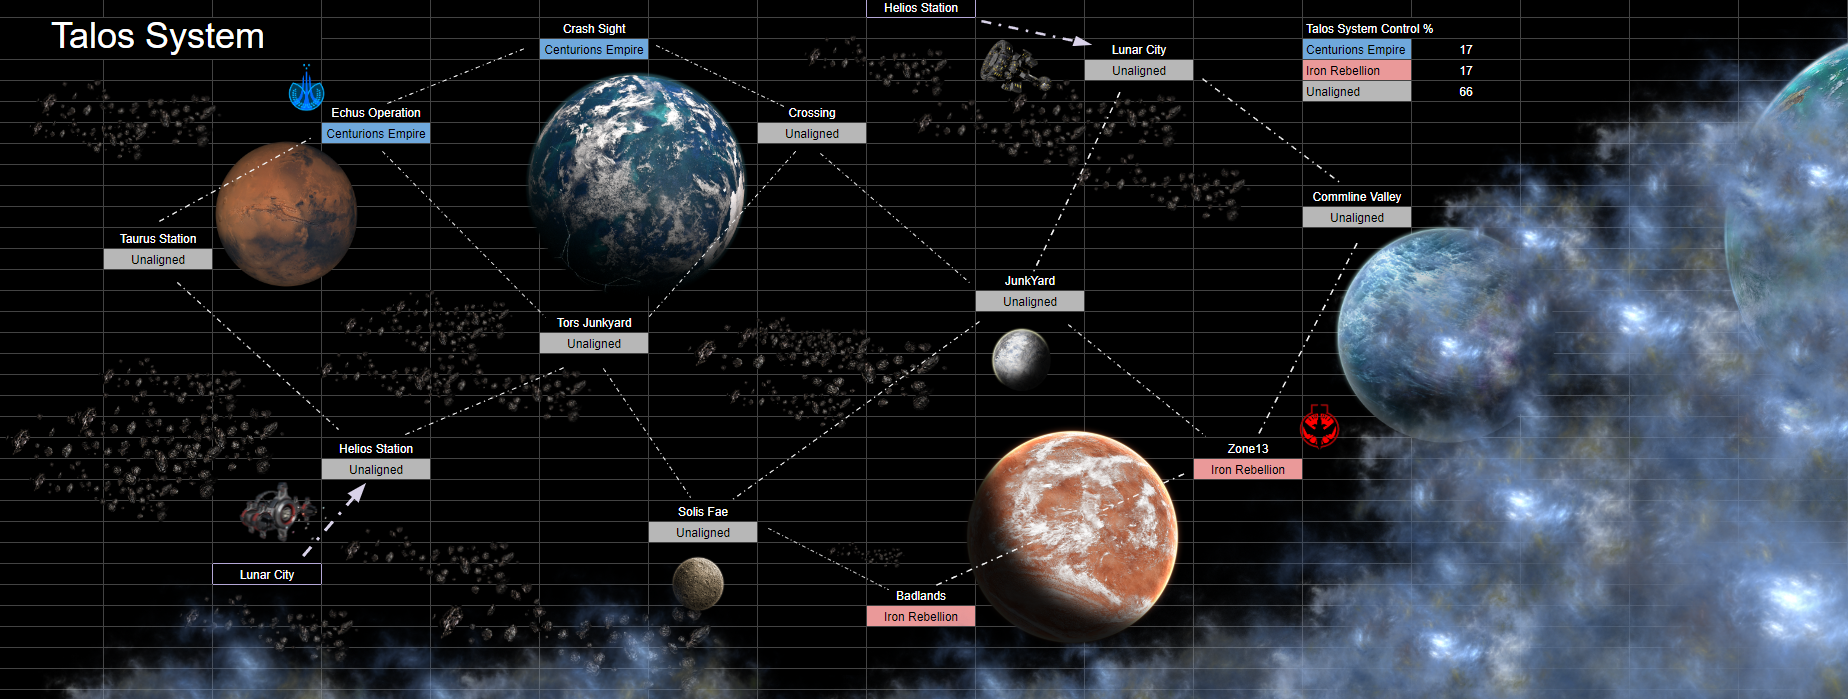 Talos System
Helios Station
Crash Sight
Centurions Empire
Lunar City
Unaligned
Talos System Control %
Centurions Empire 17
Iron Rebellion 17
Unaligned 66
Echus Operation
Centurions Empire
Crossing
Unaligned
Commline Valley
Unaligned
Taurus Station
Unaligned
JunkYard
Unaligned
Tors Junkyard
Unaligned
Helios Station
Unaligned
Zone13
Iron Rebellion
Solis Fae
Unaligned
Lunar City
Badlands
Iron Rebellion